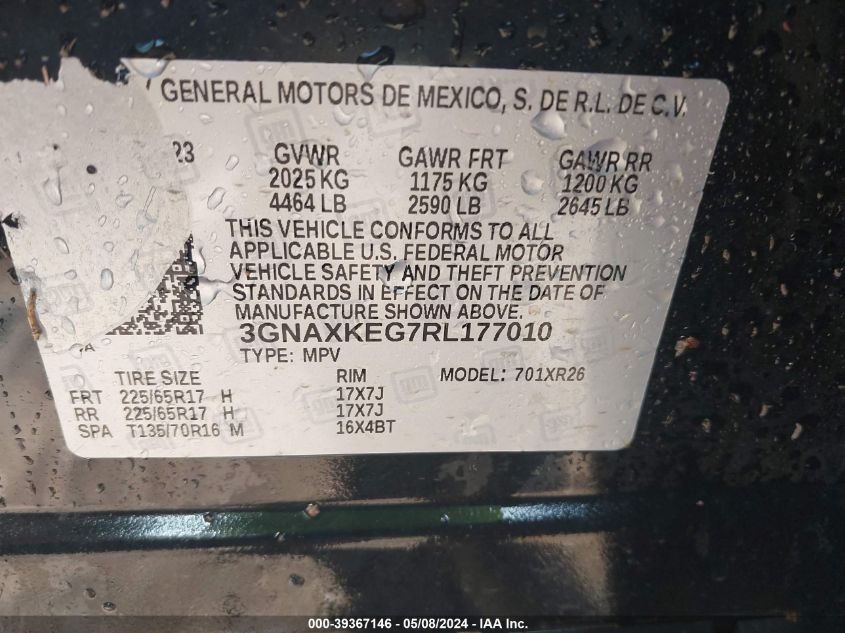 GENERAL MOTORS DE MEXICO, S. DE R.L. DE C.V.
23 GVWR GAWR FRT GAWR RR
2025 KG 1175 KG 1200 KG
4464 LB 2590 LB 2645 LB
THIS VEHICLE CONFORMS TO ALL
APPLICABLE U.S. FEDERAL MOTOR
VEHICLE SAFETY AND THEFT PREVENTION
STANDARDS IN EFFECT ON THE DATE OF
MANUFACTURE SHOWN ABOVE.
3GNAXKEG7RL177010
TYPE: MPV
TIRE SIZE RIM MODEL: 701XR26
FRT 225/65R17 H 17X7J
RR 225/65R17 H 17X7J
SPA T135/70R16 M 16X4BT
000-39367146 - 05/08/2024 - IAA Inc.